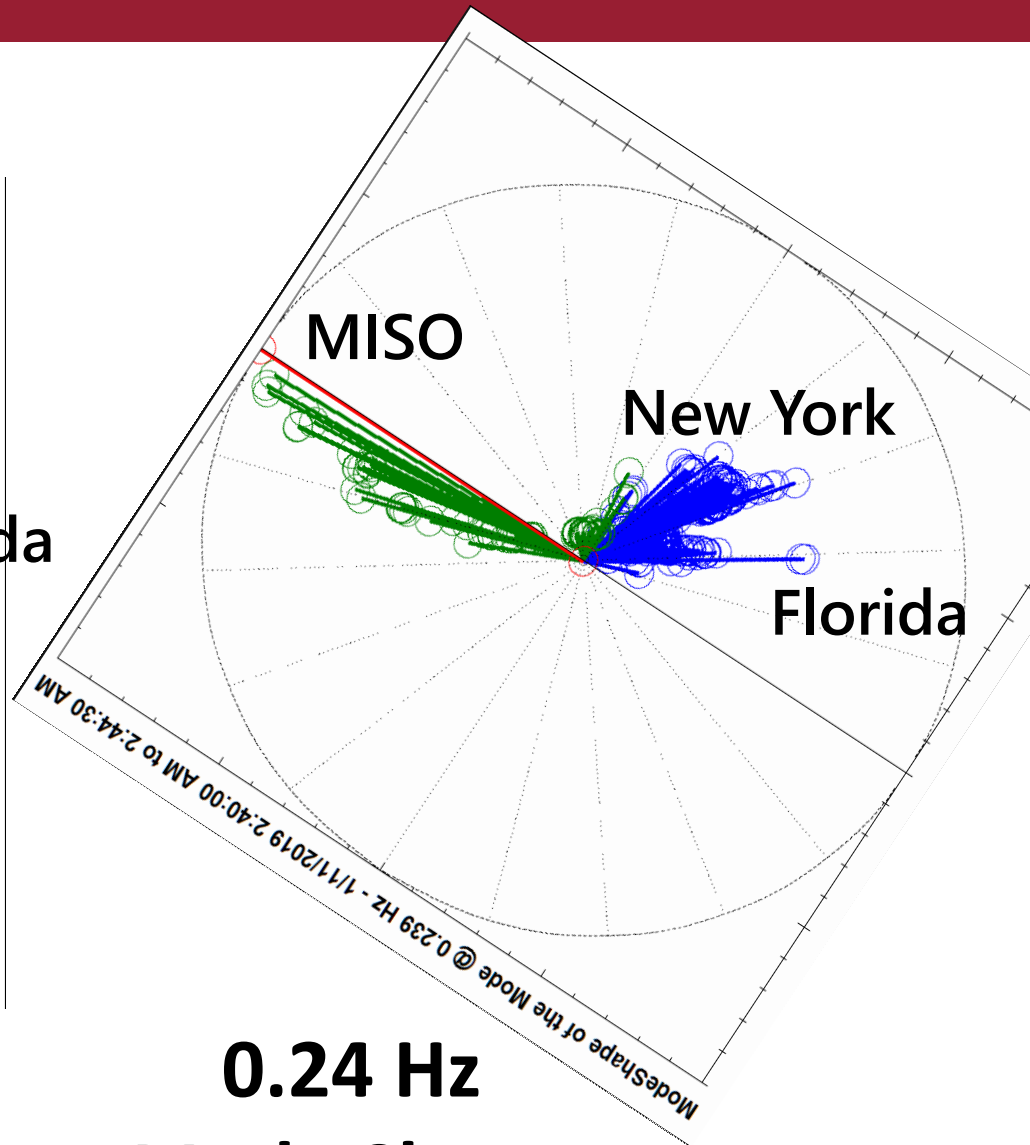 MISO
New York
da
Florida
ModeShape of the Mode @ 0.239 Hz - 1/11/2019 2:40:00 AM to 2:44:30 AM
0.24 Hz